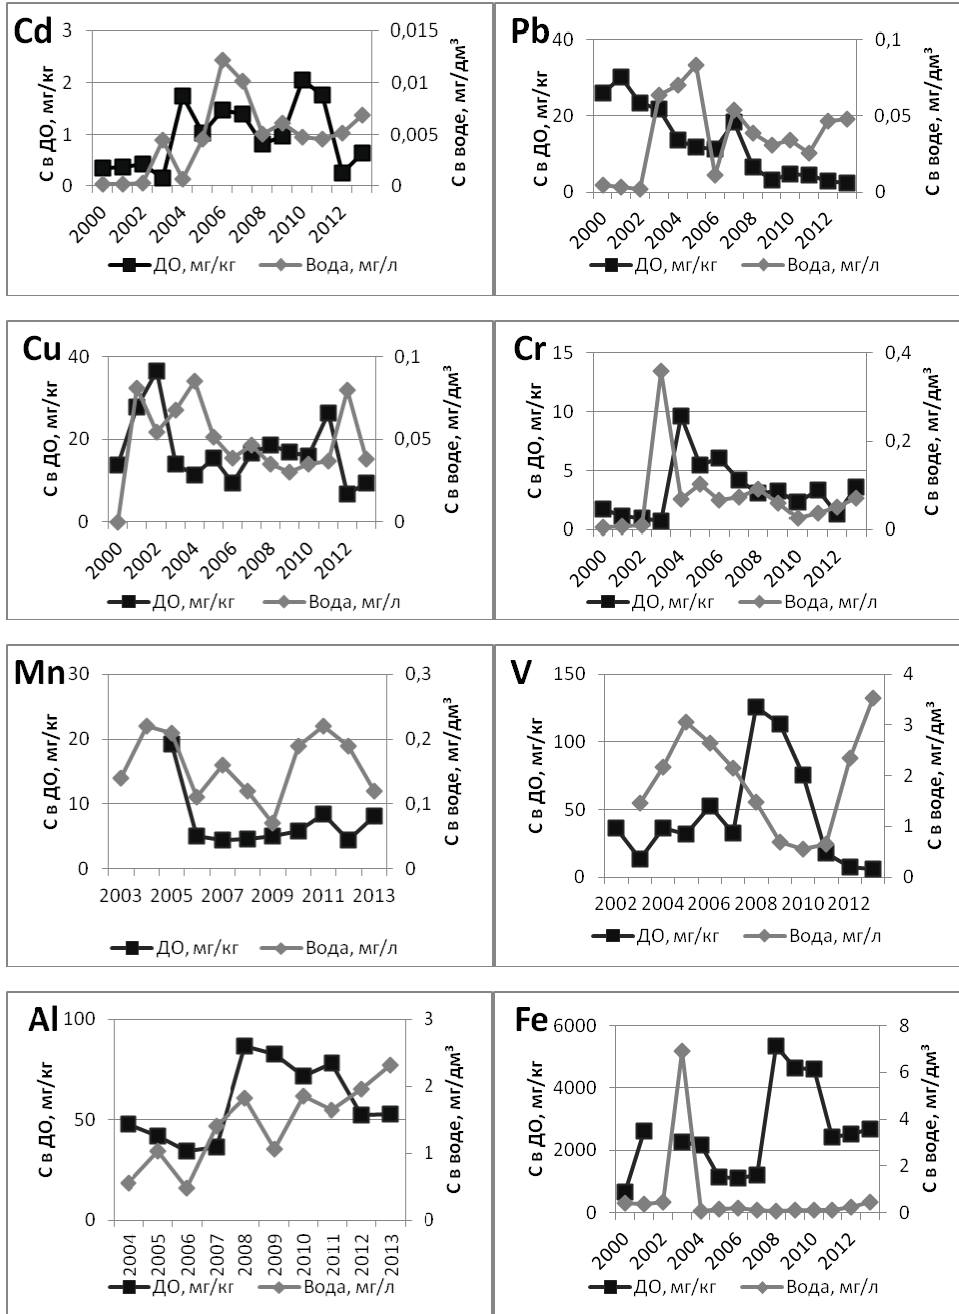 Cd
С в ДО, мг/кг
3
2
1
0
0,015
0,01
0,005
0
С в воде, мг/дм³
2000 2002 2004 2006 2008 2010 2012
ДО, мг/кг Вода, мг/л
Pb
С в ДО, мг/кг
40
20
0
0,1
0,05
0
С в воде, мг/дм³
2000 2002 2004 2006 2008 2010 2012
ДО, мг/кг Вода, мг/л
Cu
С в ДО, мг/кг
40
20
0
0,1
0,05
0
С в воде, мг/дм³
2000 2002 2004 2006 2008 2010 2012
ДО, мг/кг Вода, мг/л
Cr
С в ДО, мг/кг
15
10
5
0
0,4
0,2
0
С в воде, мг/дм³
2000 2002 2004 2006 2008 2010 2012
ДО, мг/кг Вода, мг/л
Mn
С в ДО, мг/кг
30
20
10
0
0,3
0,2
0,1
0
С в воде, мг/дм³
2003 2005 2007 2009 2011 2013
ДО, мг/кг Вода, мг/л
V
С в ДО, мг/кг
150
100
50
0
4
3
2
1
0
С в воде, мг/дм³
2002 2004 2006 2008 2010 2012
ДО, мг/кг Вода, мг/л
Al
С в ДО, мг/кг
100
50
0
3
2
1
0
С в воде, мг/дм³
2004 2005 2006 2007 2008 2009 2010 2011 2012 2013
ДО, мг/кг Вода, мг/л
Fe
С в ДО, мг/кг
6000
4000
2000
0
8
6
4
2
0
С в воде, мг/дм³
2000 2002 2004 2006 2008 2010 2012
ДО, мг/кг Вода, мг/л